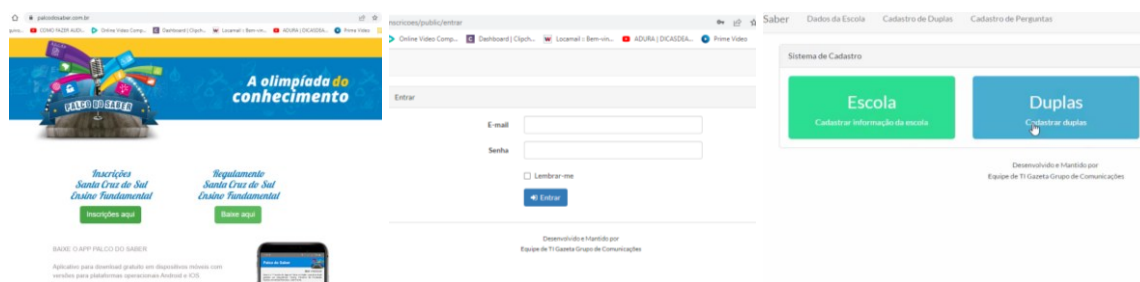 palcodosaber.com.br
COMO FAZER AUDI...
Online Video Comp...
Dashboard | Clipch...
Locamail :: Bem-vin...
ADURA | DICASDEA...
Prime Video
PALCO DO SABER
A olimpíada do
conhecimento
Inscrições
Santa Cruz do Sul
Ensino Fundamental
Inscrições aqui
Regulamento
Santa Cruz do Sul
Ensino Fundamental
Baixe aqui
BAIXE O APP PALCO DO SABER
Aplicativo para download gratuito em dispositivos móveis com
versões para plataformas operacionais Android e iOS.
Palco do Saber
inscricoes/public/entrar
Online Video Comp...
Dashboard | Clipch...
Locamail :: Bem-vin...
ADURA | DICASDEA...
Prime Video
Entrar
E-mail
Senha
Lembrar-me
Entrar
Desenvolvido e Mantido por
Equipe de TI Gazeta Grupo de Comunicações
Saber Dados da Escola Cadastro de Duplas Cadastro de Perguntas
Sistema de Cadastro
Escola
Cadastrar informação da escola
Duplas
Cadastrar duplas
Desenvolvido e Mantido por
Equipe de TI Gazeta Grupo de Comunicações